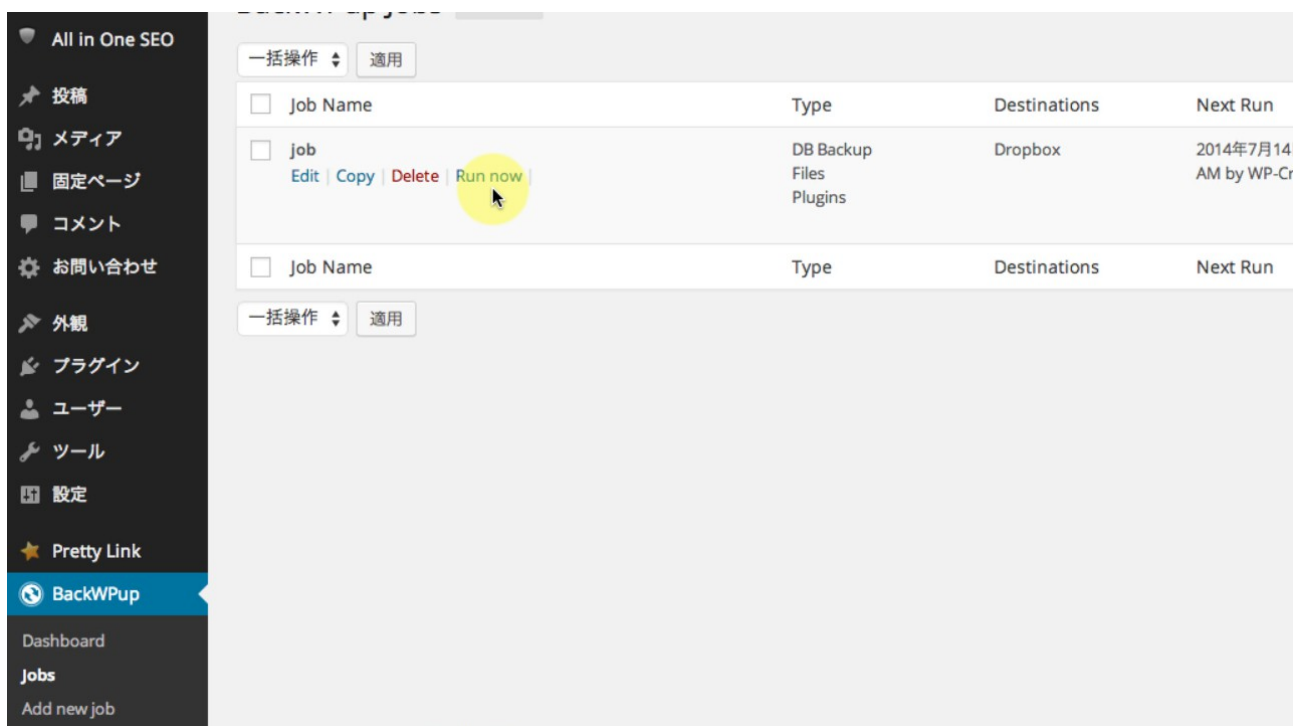 All in One SEO
投稿
メディア
固定ページ
コメント
お問い合わせ
外観
プラグイン
ユーザー
ツール
設定
Pretty Link
BackWPup
Dashboard
Jobs
Add new job
一括操作 適用
Job Name Type Destinations Next Run
job DB Backup Dropbox 2014年7月14
Edit | Copy | Delete | Run now | Files AM by WP-Cr
Plugins
Job Name Type Destinations Next Run
一括操作 適用